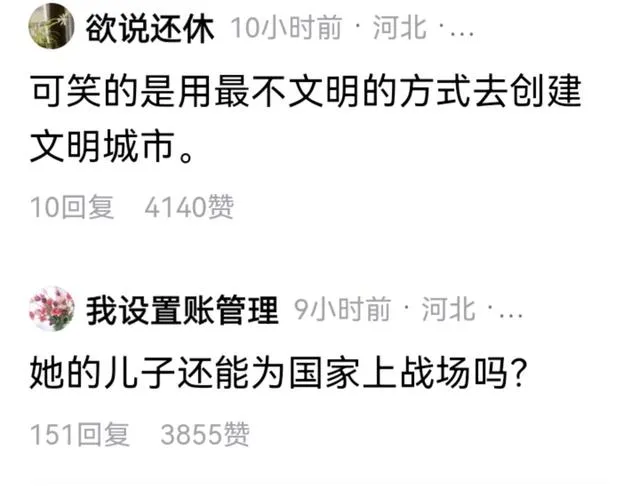 欲说还休 10小时前 · 河北 ·...
可笑的是用最不文明的方式去创建
文明城市。
10回复 4140赞
我设置账管理 9小时前 · 河北 ·...
她的儿子还能为国家上战场吗?
151回复 3855赞